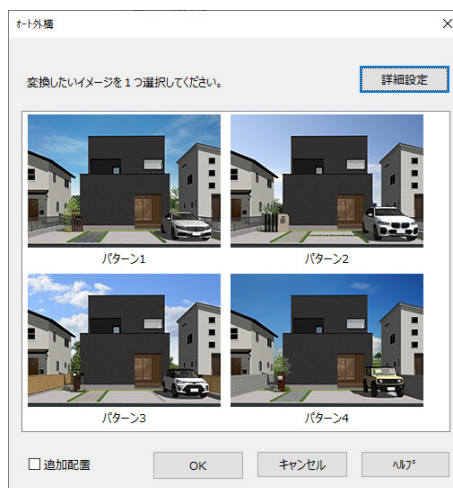 オート外構
変換したいイメージを1つ選択してください。
詳細設定
パターン1
パターン2
パターン3
パターン4
追加配置
OK
キャンセル
ヘルプ